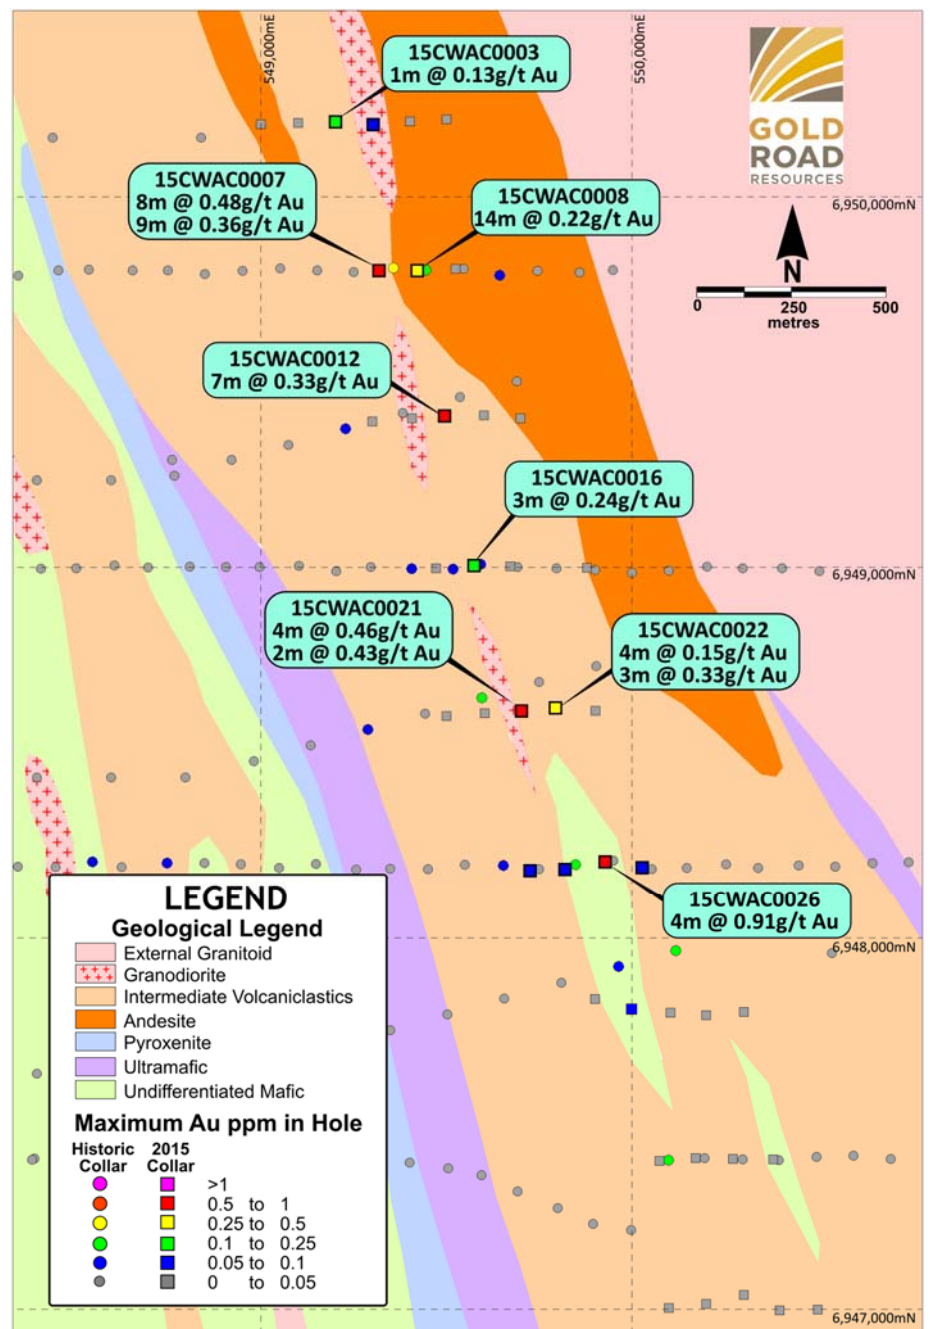 549,000mE
550,000mE
15CWAC0003
1m @ 0.13g/t Au
GOLD
ROAD
RESOURCES
15CWAC0007
8m @ 0.48g/t Au
9m @ 0.36g/t Au
15CWAC0008
14m @ 0.22g/t Au
6,950,000mN
N
0 250 500
metres
15CWAC0012
7m @ 0.33g/t Au
15CWAC0016
3m @ 0.24g/t Au
6,949,000mN
15CWAC0021
4m @ 0.46g/t Au
2m @ 0.43g/t Au
15CWAC0022
4m @ 0.15g/t Au
3m @ 0.33g/t Au
15CWAC0026
4m @ 0.91g/t Au
6,948,000mN
LEGEND
Geological Legend
External Granitoid
Granodiorite
Intermediate Volcaniclastics
Andesite
Pyroxenite
Ultramafic
Undifferentiated Mafic
Maximum Au ppm in Hole
Historic 2015
Collar Collar
>1
0.5 to 1
0.25 to 0.5
0.1 to 0.25
0.05 to 0.1
0 to 0.05
6,947,000mN